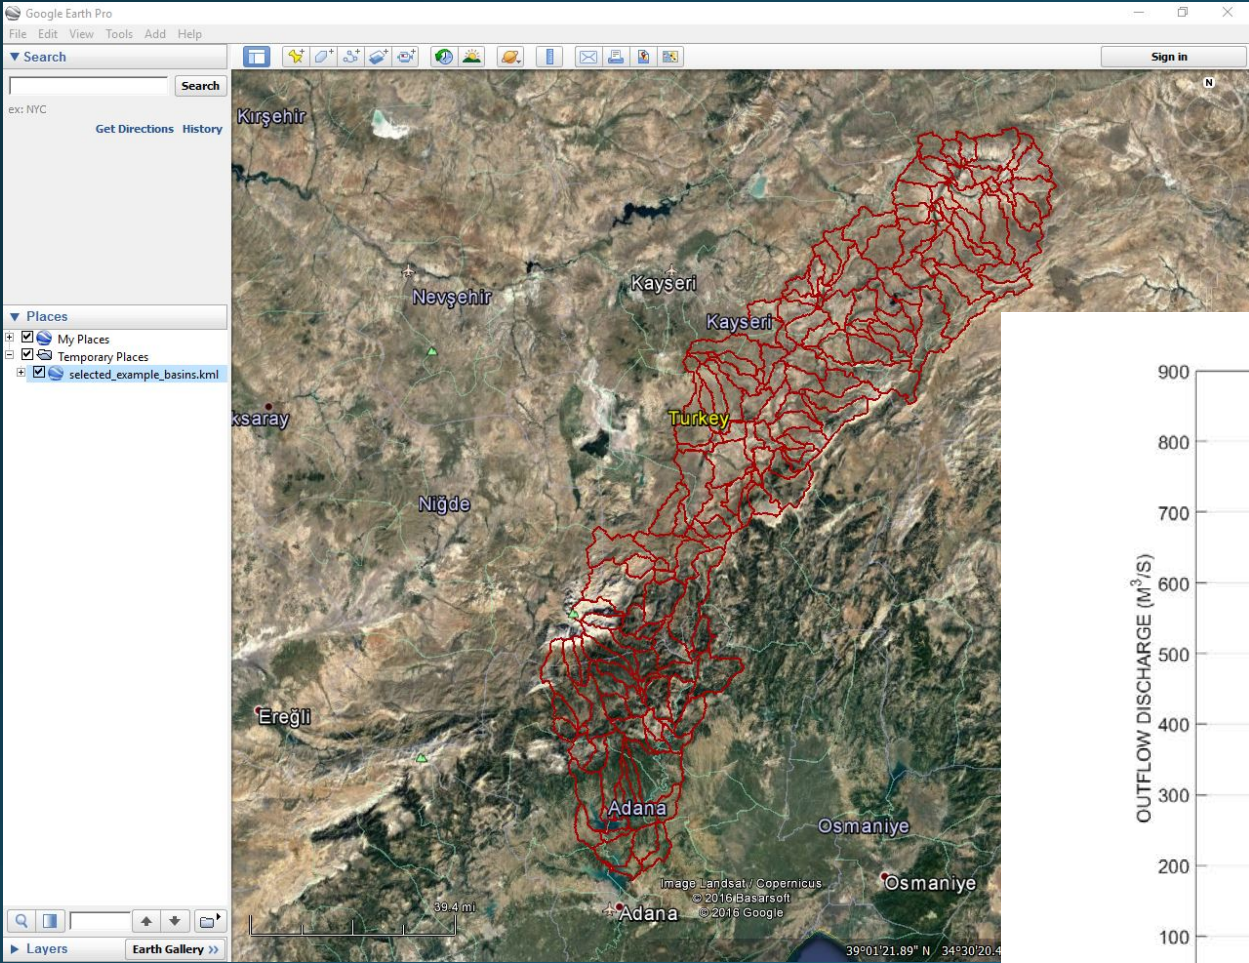 Google Earth Pro
File Edit View Tools Add Help
▼ Search
Sign in
Search
ex: NYC
Get Directions History
▼ Places
My Places
Temporary Places
selected_example_basins.kml
Layers
Earth Gallery >>
N
Kırşehir
Kayseri
Nevşehir
Kayseri
ksaray
Turkey
Niğde
Ereğli
Adana
Osmaniye
Osmaniye
Adana
Image Landsat / Copernicus
© 2016 Basarsoft
© 2016 Google
39.4 mi
39°01'21.89" N 34°30'20.4
OUTFLOW DISCHARGE (M³/S)
900
800
700
600
500
400
300
200
100